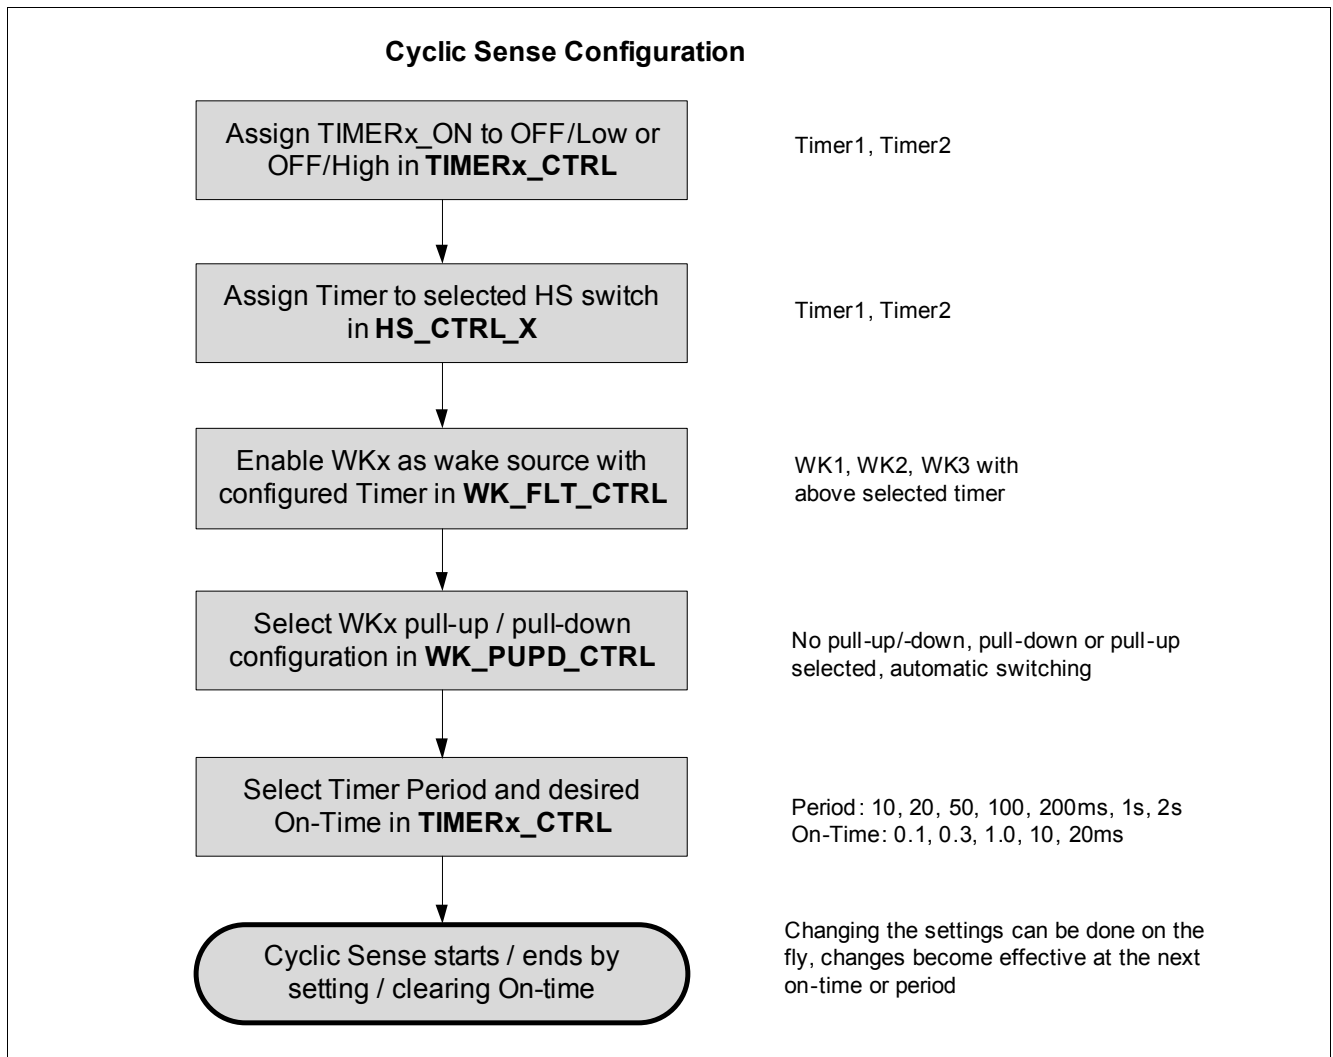 Cyclic Sense Configuration
Assign TIMERx_ON to OFF/Low or
OFF/High in TIMERx_CTRL
Timer1, Timer2
Assign Timer to selected HS switch
in HS_CTRL_X
Timer1, Timer2
Enable WKx as wake source with
configured Timer in WK_FLT_CTRL
WK1, WK2, WK3 with
above selected timer
Select WKx pull-up / pull-down
configuration in WK_PUPD_CTRL
No pull-up/-down, pull-down or pull-up
selected, automatic switching
Select Timer Period and desired
On-Time in TIMERx_CTRL
Period: 10, 20, 50, 100, 200ms, 1s, 2s
On-Time: 0.1, 0.3, 1.0, 10, 20ms
Cyclic Sense starts / ends by
setting / clearing On-time
Changing the settings can be done on the
fly, changes become effective at the next
on-time or period